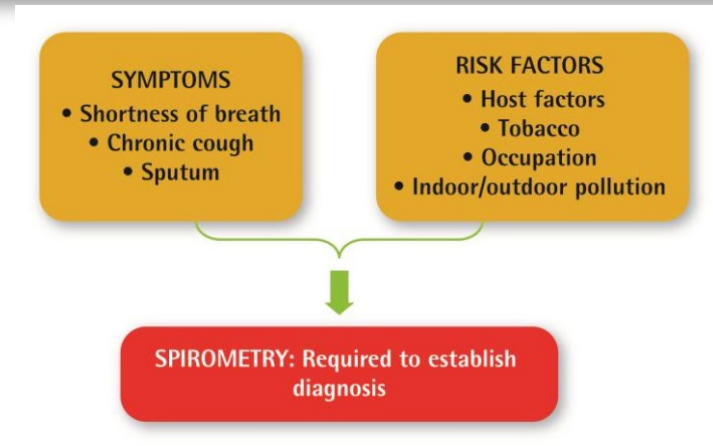 SYMPTOMS
• Shortness of breath
• Chronic cough
• Sputum
RISK FACTORS
• Host factors
• Tobacco
• Occupation
• Indoor/outdoor pollution
SPIROMETRY: Required to establish
diagnosis